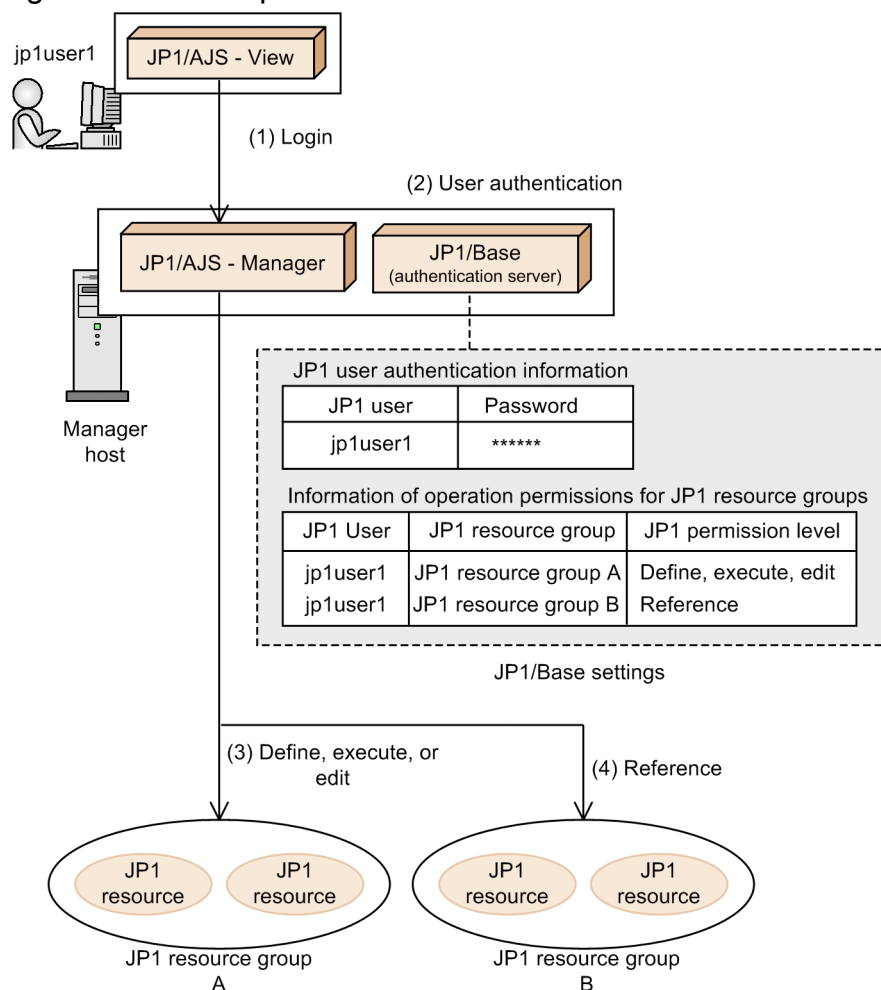 jp1user1
JP1/AJS - View
(1) Login
(2) User authentication
JP1/AJS - Manager
JP1/Base
(authentication server)
Manager
host
JP1 user authentication information
JP1 user Password
jp1user1 ******
Information of operation permissions for JP1 resource groups
JP1 User JP1 resource group JP1 permission level
jp1user1 JP1 resource group A Define, execute, edit
jp1user1 JP1 resource group B Reference
JP1/Base settings
(3) Define, execute, or
edit
(4) Reference
JP1
resource
JP1
resource
JP1
resource
JP1
resource
JP1 resource group
A
JP1 resource group
B